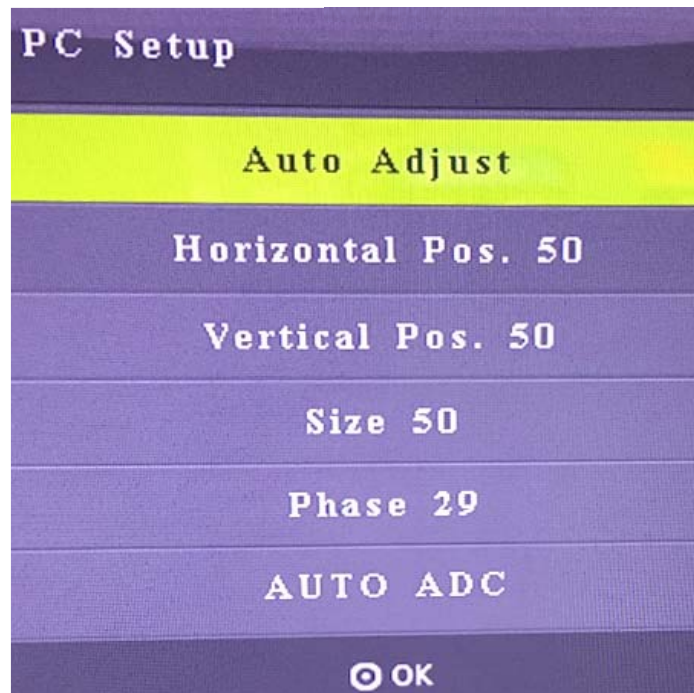 PC Setup
Auto Adjust
Horizontal Pos. 50
Vertical Pos. 50
Size 50
Phase 29
AUTO ADC
OK